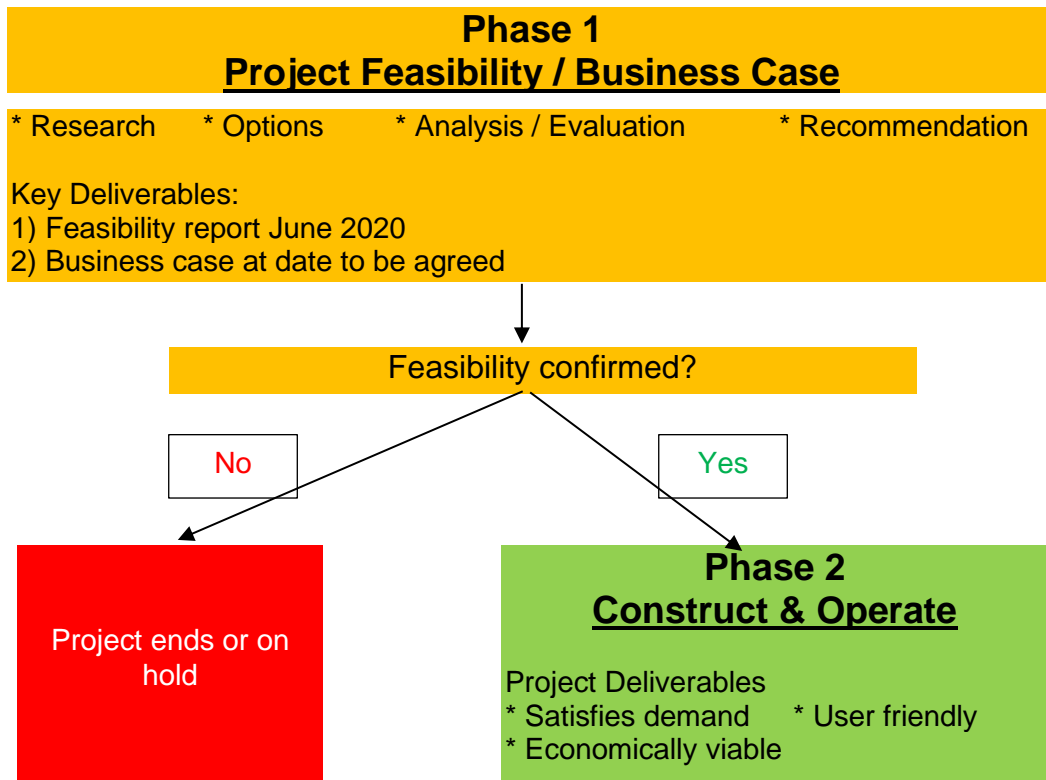 Phase 1
Project Feasibility / Business Case
* Research * Options * Analysis / Evaluation * Recommendation
Key Deliverables:
1) Feasibility report June 2020
2) Business case at date to be agreed
Feasibility confirmed?
No
Yes
Project ends or on
hold
Phase 2
Construct & Operate
Project Deliverables
* Satisfies demand * User friendly
* Economically viable